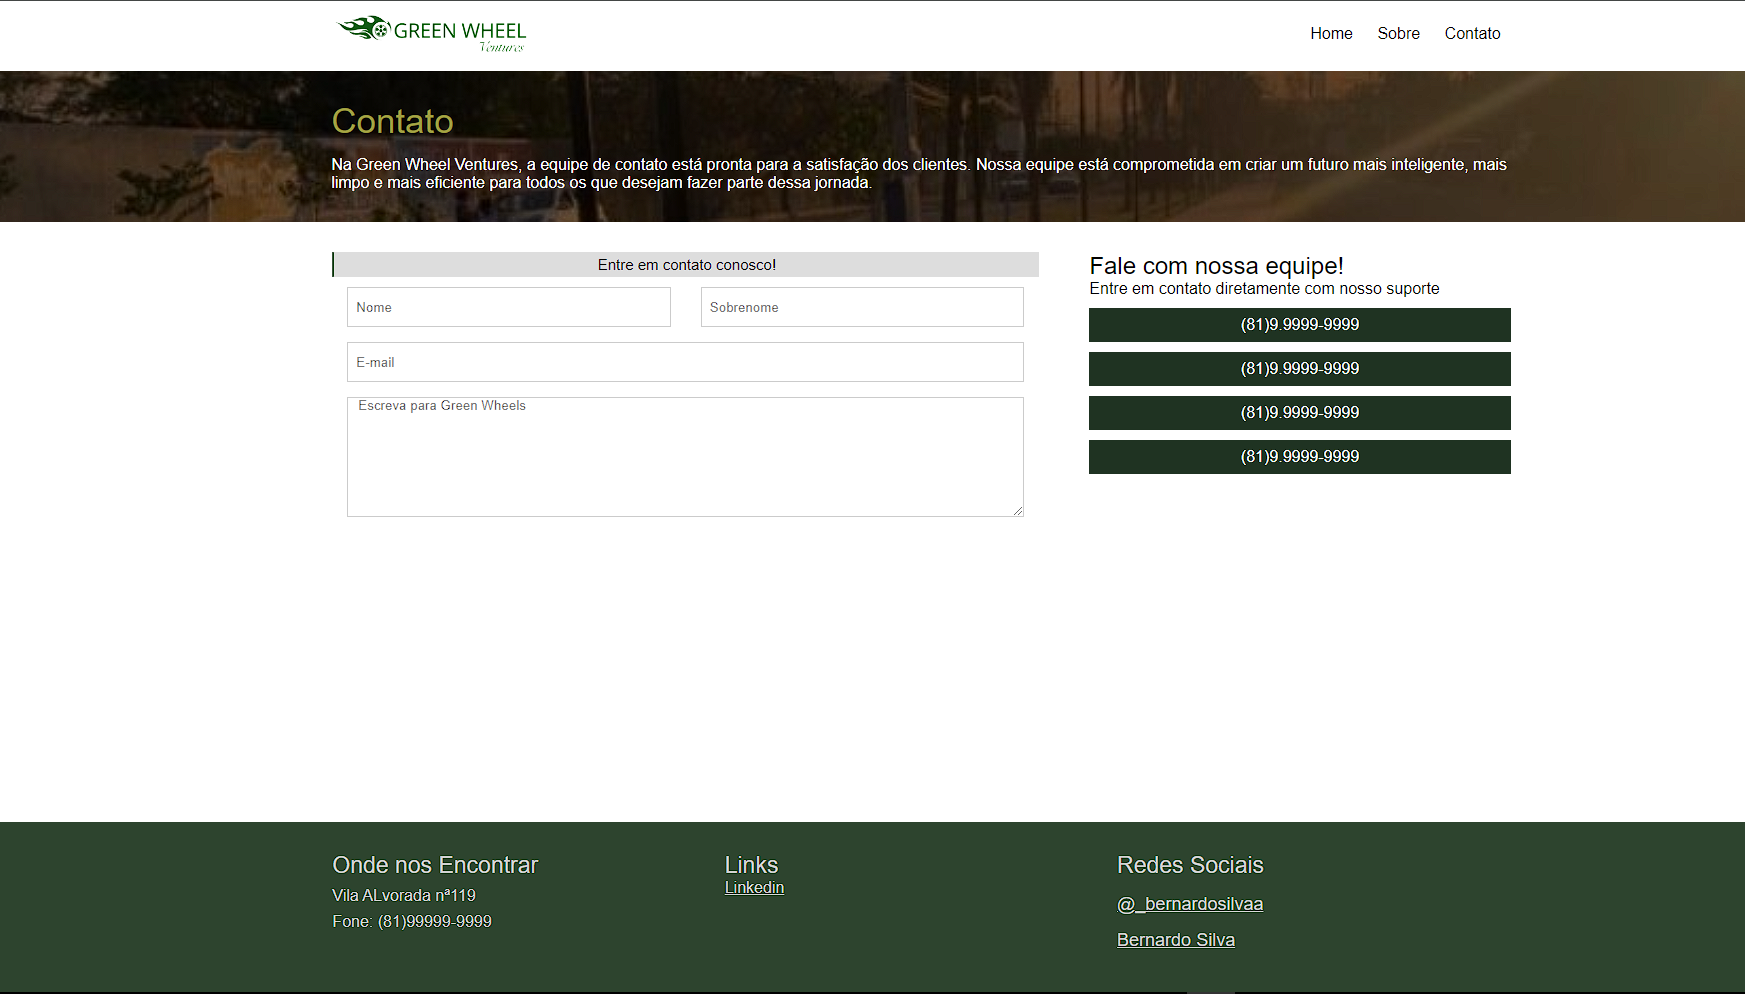 GREEN WHEEL
Ventures
Home Sobre Contato
Contato
Na Green Wheel Ventures, a equipe de contato está pronta para a satisfação dos clientes. Nossa equipe está comprometida em criar um futuro mais inteligente, mais
limpo e mais eficiente para todos os que desejam fazer parte dessa jornada.
Entre em contato conosco!
Nome
Sobrenome
E-mail
Escreva para Green Wheels
Fale com nossa equipe!
Entre em contato diretamente com nosso suporte
(81)9.9999-9999
(81)9.9999-9999
(81)9.9999-9999
(81)9.9999-9999
Onde nos Encontrar
Vila ALvorada nª119
Fone: (81)99999-9999
Links
Linkedin
Redes Sociais
@_bernardosilvaa
Bernardo Silva